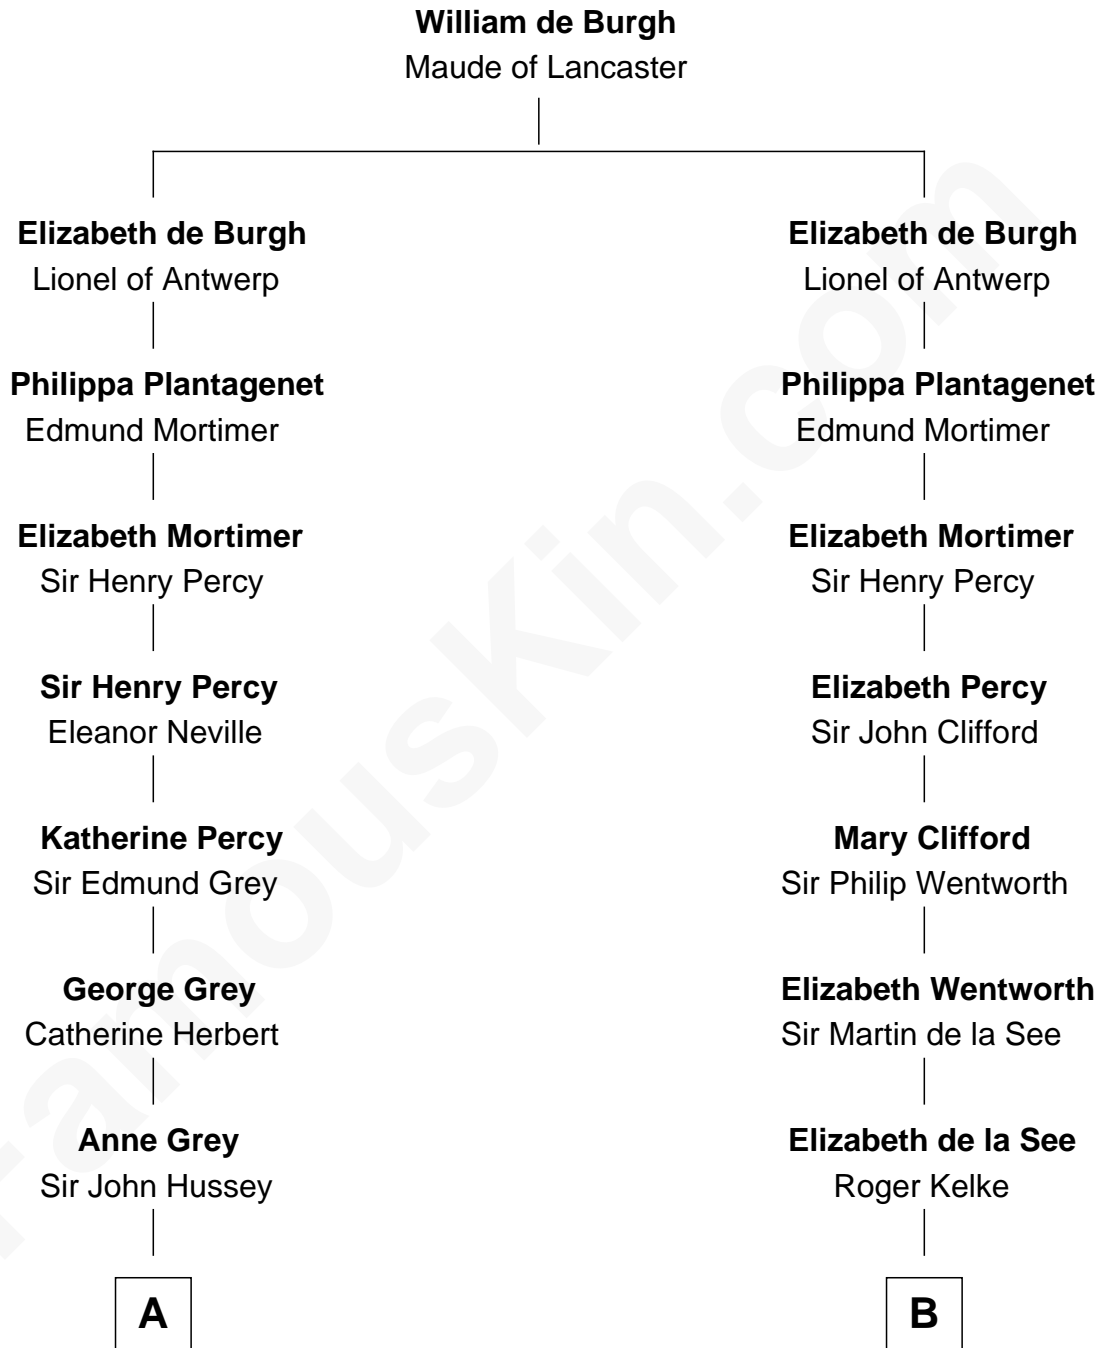 William de Burgh
Maude of Lancaster
Elizabeth de Burgh
Lionel of Antwerp
Elizabeth de Burgh
Lionel of Antwerp
Philippa Plantagenet
Edmund Mortimer
Philippa Plantagenet
Edmund Mortimer
Elizabeth Mortimer
Sir Henry Percy
Elizabeth Mortimer
Sir Henry Percy
Sir Henry Percy
Eleanor Neville
Elizabeth Percy
Sir John Clifford
Katherine Percy
Sir Edmund Grey
Mary Clifford
Sir Philip Wentworth
George Grey
Catherine Herbert
Elizabeth Wentworth
Sir Martin de la See
Anne Grey
Sir John Hussey
Elizabeth de la See
Roger Kelke
A
B
FamousKin.com